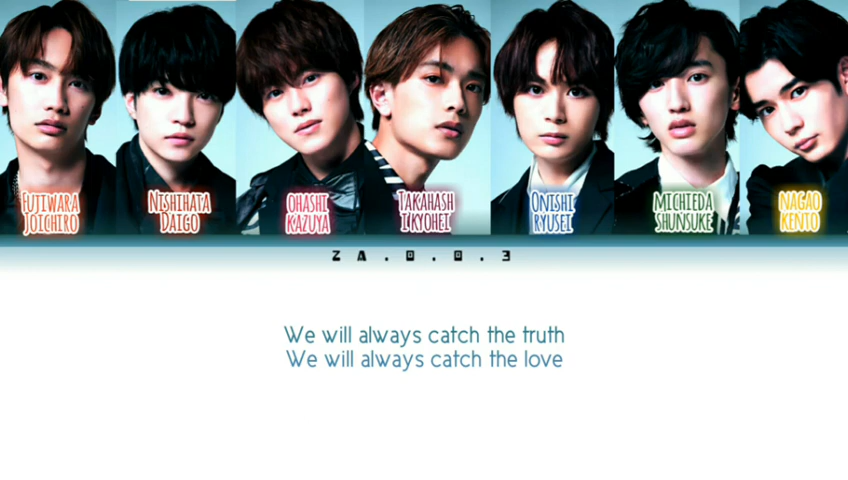 FUJIWARA
JOICHIRO
NISHIHATA
DAIGO
OHASHI
KAZUYA
TAKAHASH
I KYOHEI
ONISHI
RYUSEI
MICHIEDA
SHUNSUKE
NAGAO
KENTO
ZA.0.0.3
We will always catch the truth
We will always catch the love